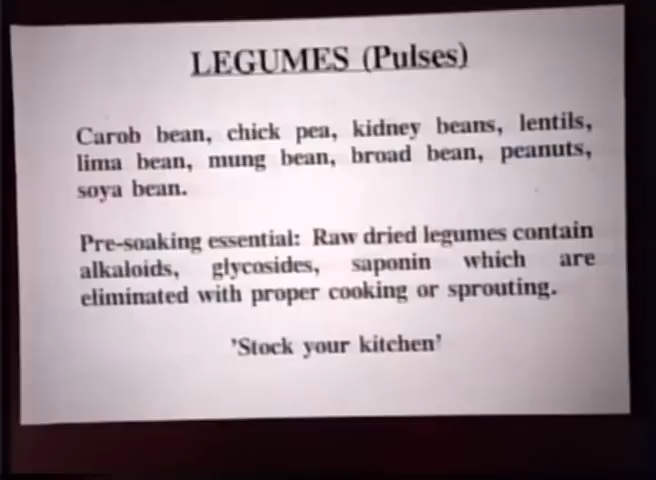 LEGUMES (Pulses)
Carob bean, chick pea, kidney beans, lentils,
lima bean, mung bean, broad bean, peanuts,
soya bean.
Pre-soaking essential: Raw dried legumes contain
alkaloids, glycosides, saponin which are
eliminated with proper cooking or sprouting.
'Stock your kitchen'